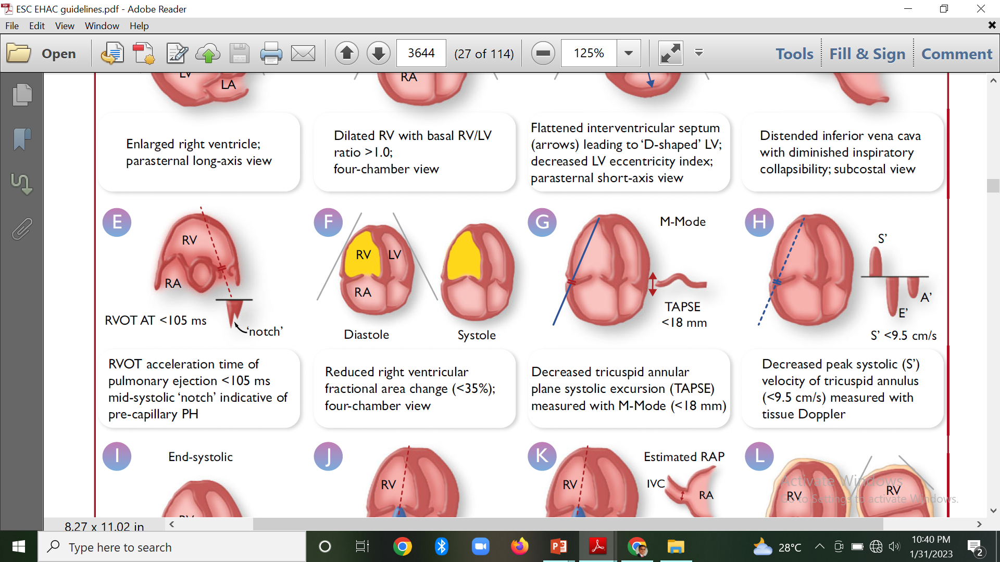 ESC EHAC guidelines.pdf - Adobe Reader
File Edit View Window Help
Open
3644
(27 of 114)
125%
Tools
Fill & Sign
Comment
LV
LA
RA
Enlarged right ventricle;
parasternal long-axis view
Dilated RV with basal RV/LV
ratio >1.0;
four-chamber view
Flattened interventricular septum
(arrows) leading to ‘D-shaped’ LV;
decreased LV eccentricity index;
parasternal short-axis view
Distended inferior vena cava
with diminished inspiratory
collapsibility; subcostal view
E
RV
RA
RVOT AT <105 ms
‘notch’
RVOT acceleration time of
pulmonary ejection <105 ms
mid-systolic ‘notch’ indicative of
pre-capillary PH
F
RV
LV
RA
Diastole
Systole
Reduced right ventricular
fractional area change (<35%);
four-chamber view
G
M-Mode
TAPSE
<18 mm
Decreased tricuspid annular
plane systolic excursion (TAPSE)
measured with M-Mode (<18 mm)
H
S’
A’
E’
S’ <9.5 cm/s
Decreased peak systolic (S’)
velocity of tricuspid annulus
(<9.5 cm/s) measured with
tissue Doppler
I
End-systolic
RV
J
RV
K
RV
Estimated RAP
IVC
RA
L
RV
RV
Activate Windows
Go to Settings to activate Windows.
8.27 x 11.02 in
Type here to search
28°C
10:40 PM
1/31/2023
2